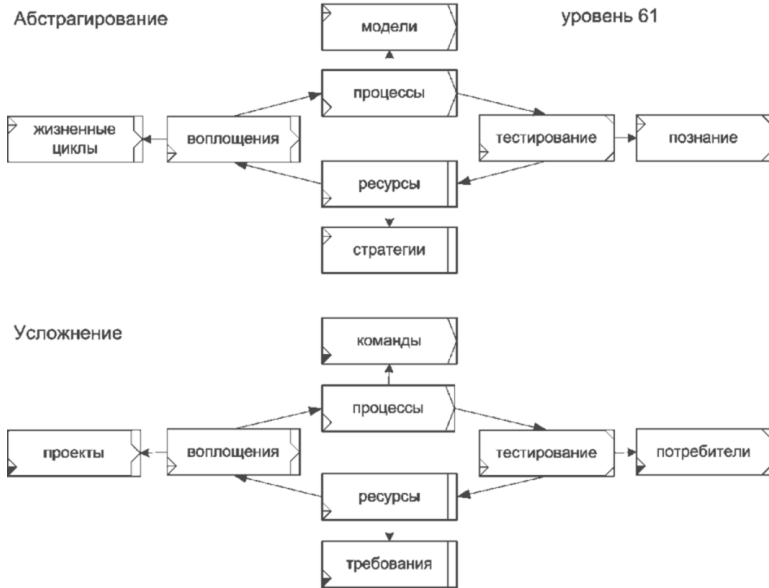 Абстрагирование
модели
уровень 61
процессы
жизненные
циклы
воплощения
тестирование
познание
ресурсы
стратегии
Усложнение
команды
процессы
проекты
воплощения
тестирование
потребители
ресурсы
требования